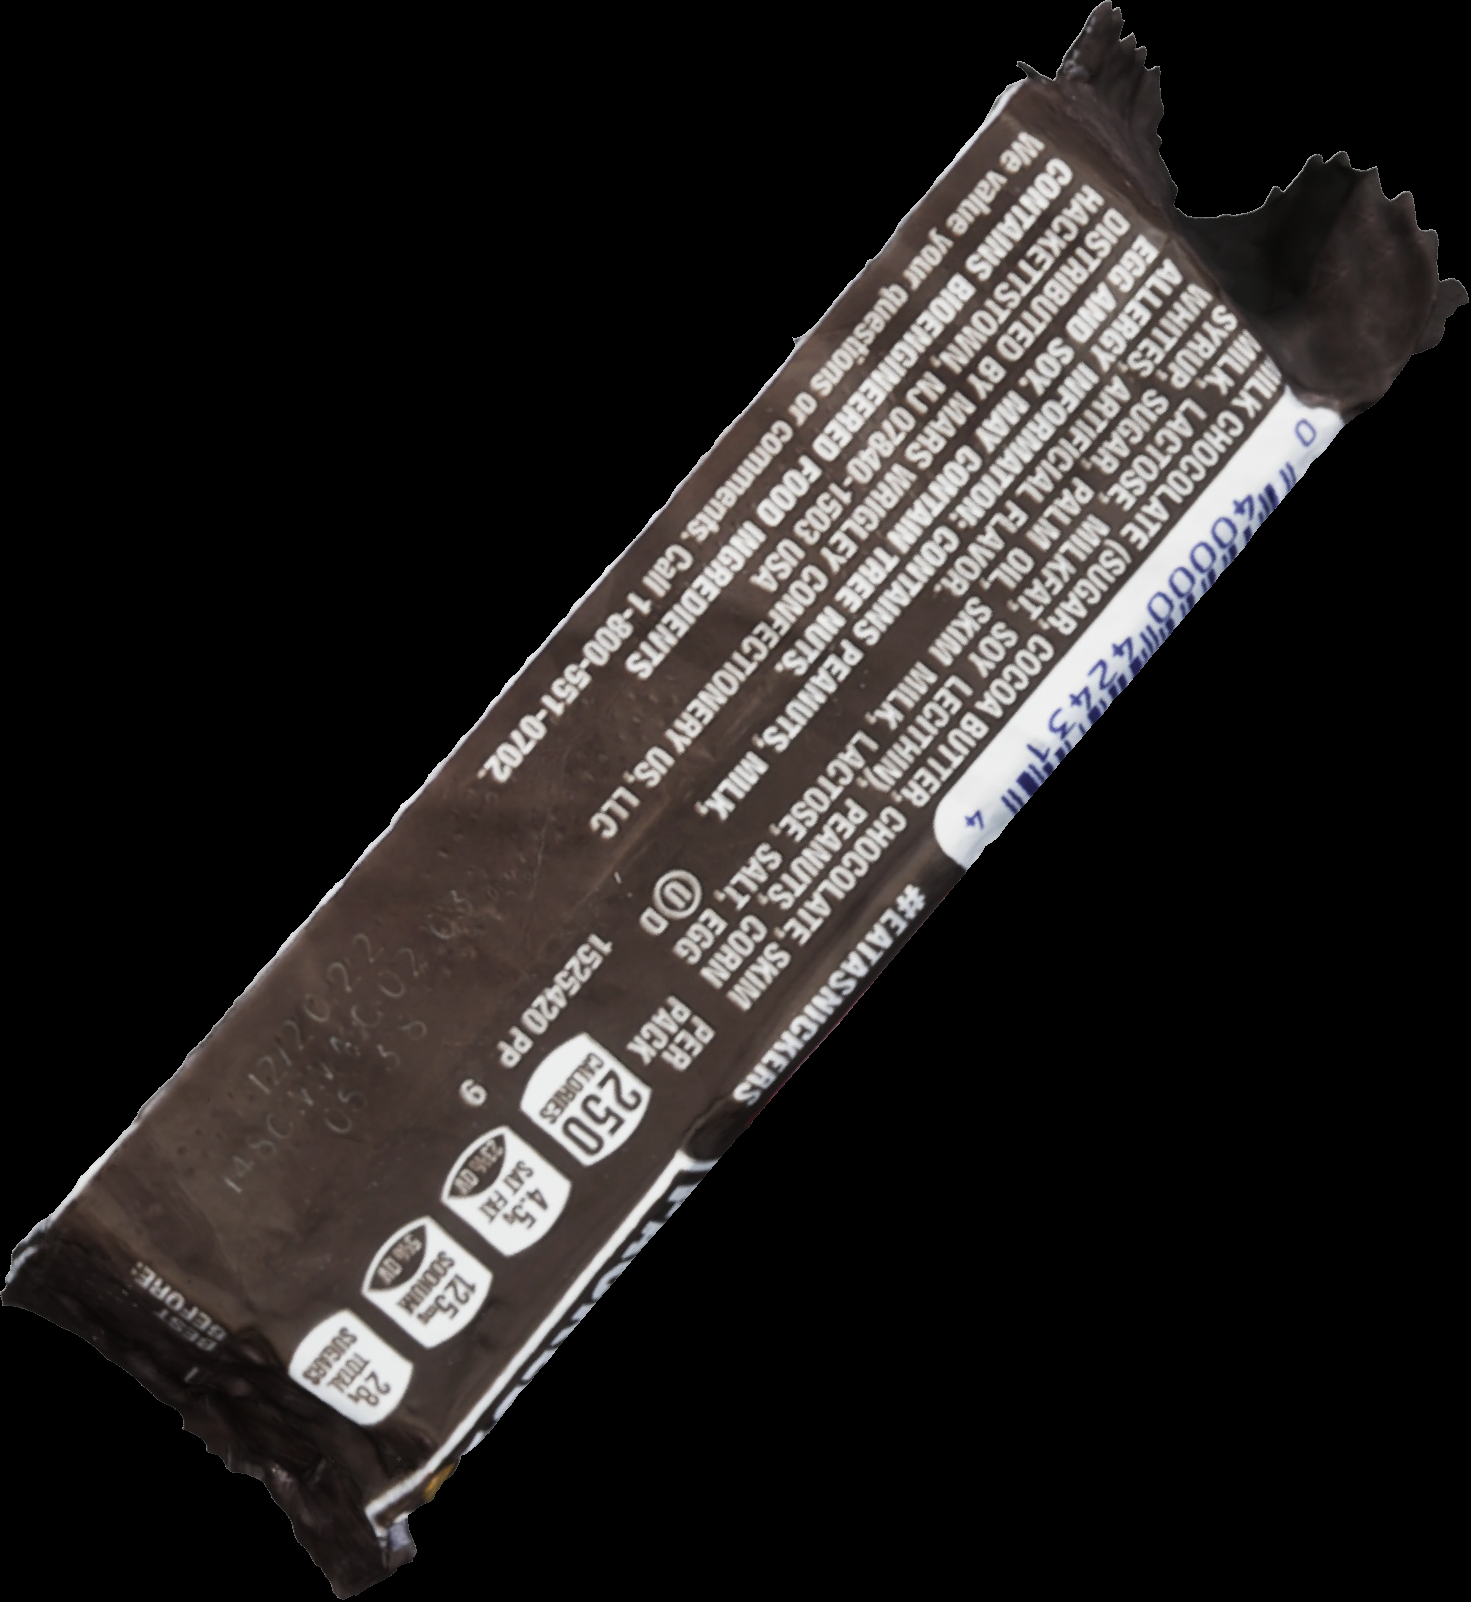 MILK CHOCOLATE (SUGAR, COCOA BUTTER, CHOCOLATE, SKIM
MILK, LACTOSE, MILKFAT, SOY LECITHIN), PEANUTS, CORN
SYRUP, SUGAR, PALM OIL, SKIM MILK, LACTOSE, SALT, EGG
WHITES, ARTIFICIAL FLAVOR.
ALLERGY INFORMATION: CONTAINS PEANUTS, MILK,
EGG AND SOY. MAY CONTAIN TREE NUTS.
DISTRIBUTED BY MARS WRIGLEY CONFECTIONERY US, LLC
HACKETTSTOWN, NJ 07840-1503 USA
CONTAINS BIOENGINEERED FOOD INGREDIENTS
We value your questions or comments. Call 1-800-551-0702.
0 40000 42431 4
#EATASNICKERS
U D
1525420 PP 9
PER
PACK
250
CALORIES
4.5g
SAT FAT
23% DV
125mg
SODIUM
5% DV
28g
TOTAL
SUGARS
BEST
BEFORE: